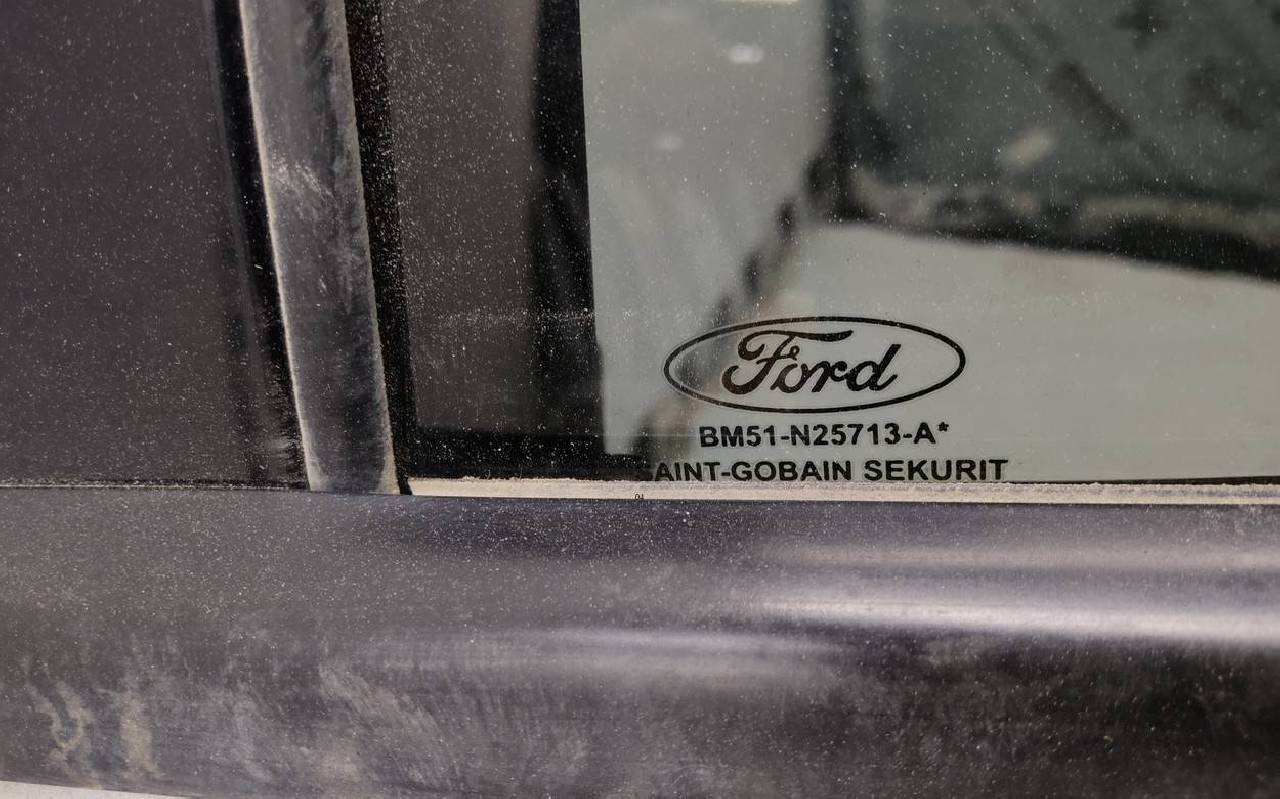 Ford
BM51-N25713-A*
AINT-GOBAIN SEKURIT